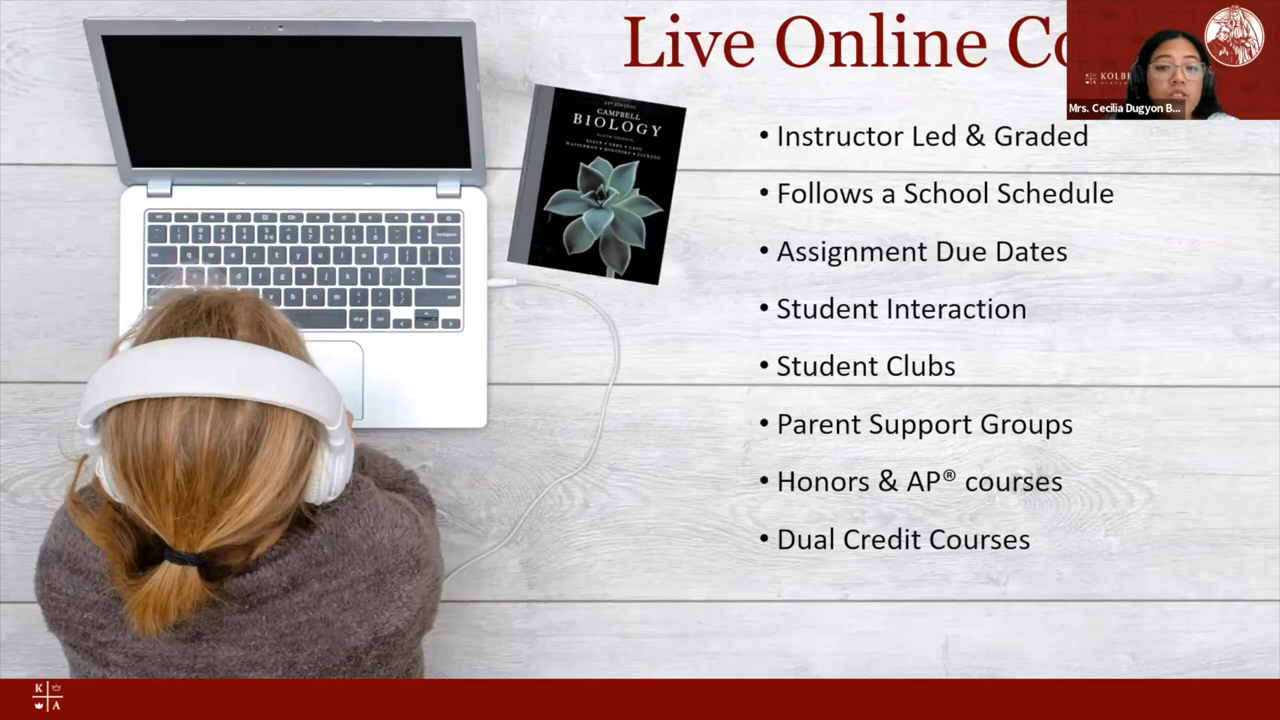 Live Online Co
KOLBE
Mrs. Cecilia Dugyon B...
CAMPBELL
BIOLOGY
• Instructor Led & Graded
• Follows a School Schedule
• Assignment Due Dates
• Student Interaction
• Student Clubs
• Parent Support Groups
• Honors & AP® courses
• Dual Credit Courses
K
A